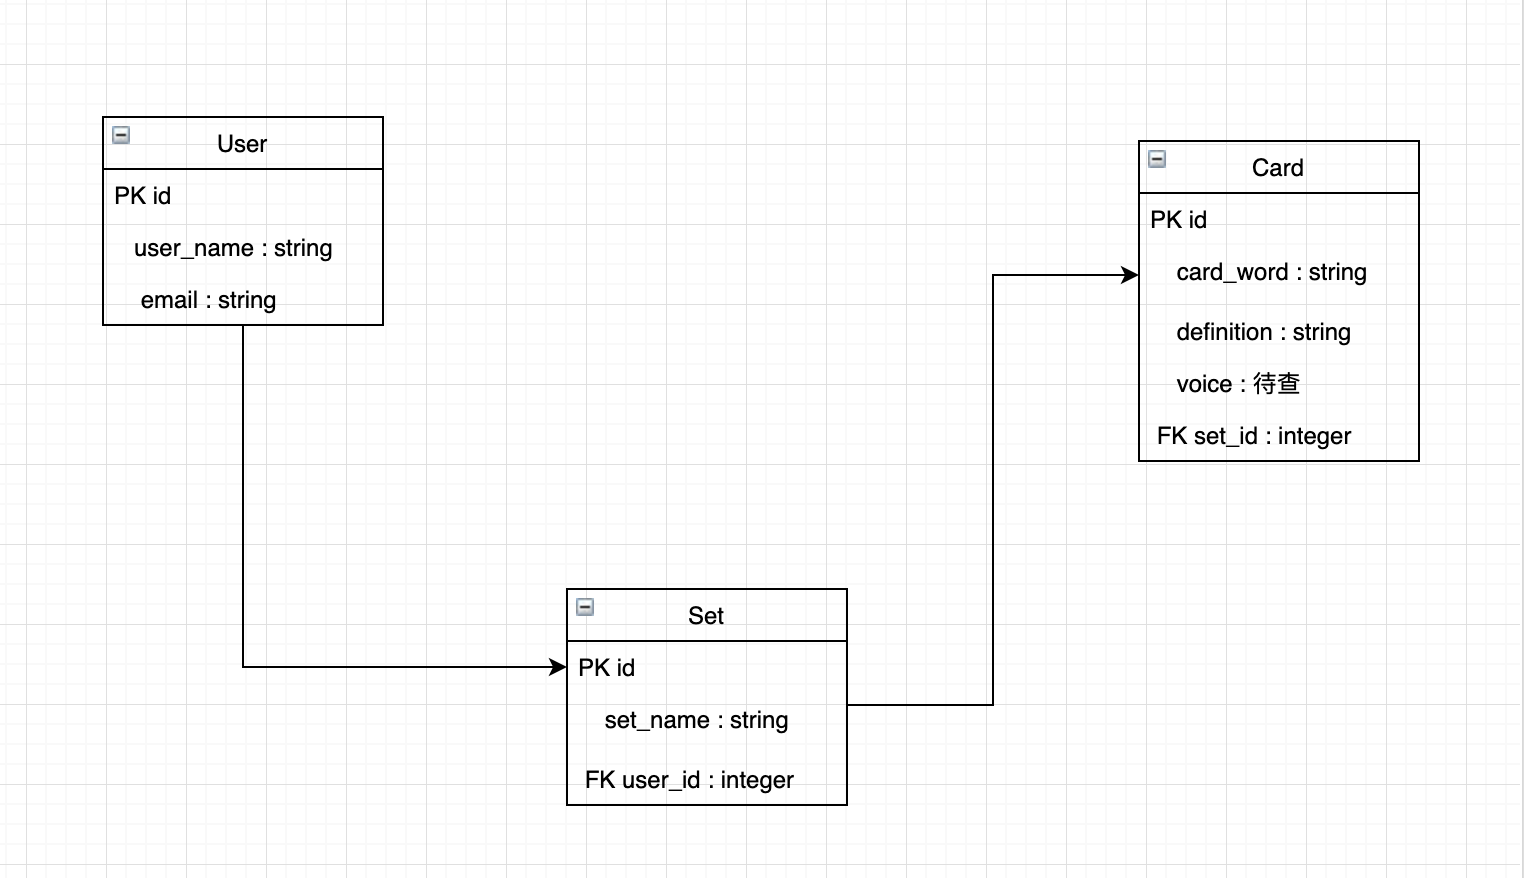 User
PK id
user_name : string
email : string
Card
PK id
card_word : string
definition : string
voice : 待查
FK set_id : integer
Set
PK id
set_name : string
FK user_id : integer